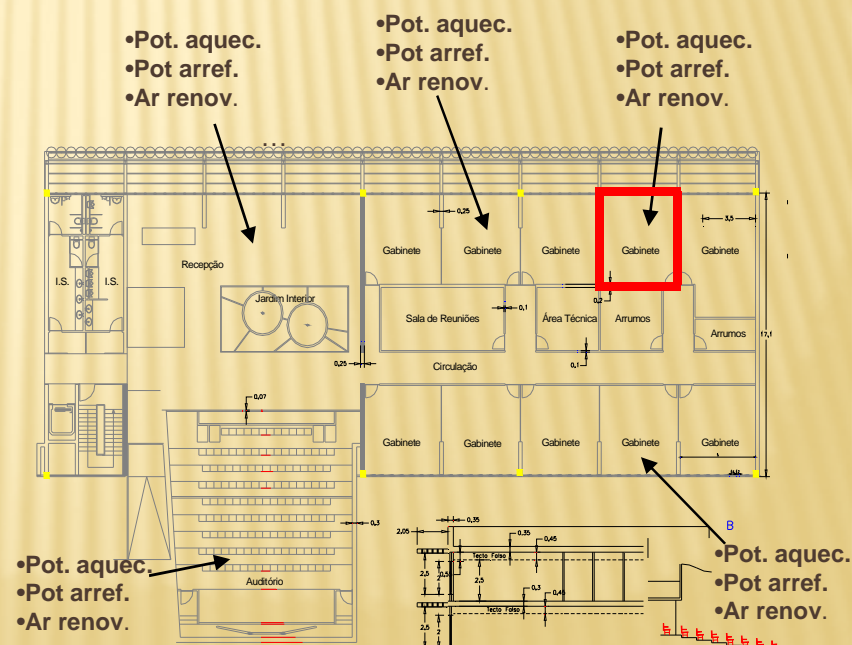 •Pot. aquec.
•Pot arref.
•Ar renov.
•Pot. aquec.
•Pot arref.
•Ar renov.
•Pot. aquec.
•Pot arref.
•Ar renov.
...
0,25
3,5
Gabinete
Gabinete
Gabinete
Gabinete
Gabinete
Recepção
I.S.
I.S.
Jardim Interior
0,2
0,1
Sala de Reuniões
Área Técnica
Arrumos
Arrumos
0,25
Circulação
0,1
0,07
Gabinete
Gabinete
Gabinete
Gabinete
Gabinete
0,3
0,35
2,05
0,35
0,45
B
Tecto Falso
•Pot. aquec.
•Pot arref.
•Ar renov.
Auditório
2,5
2,5
0,3
0,45
Tecto Falso
2,5
2
•Pot. aquec.
•Pot arref.
•Ar renov.